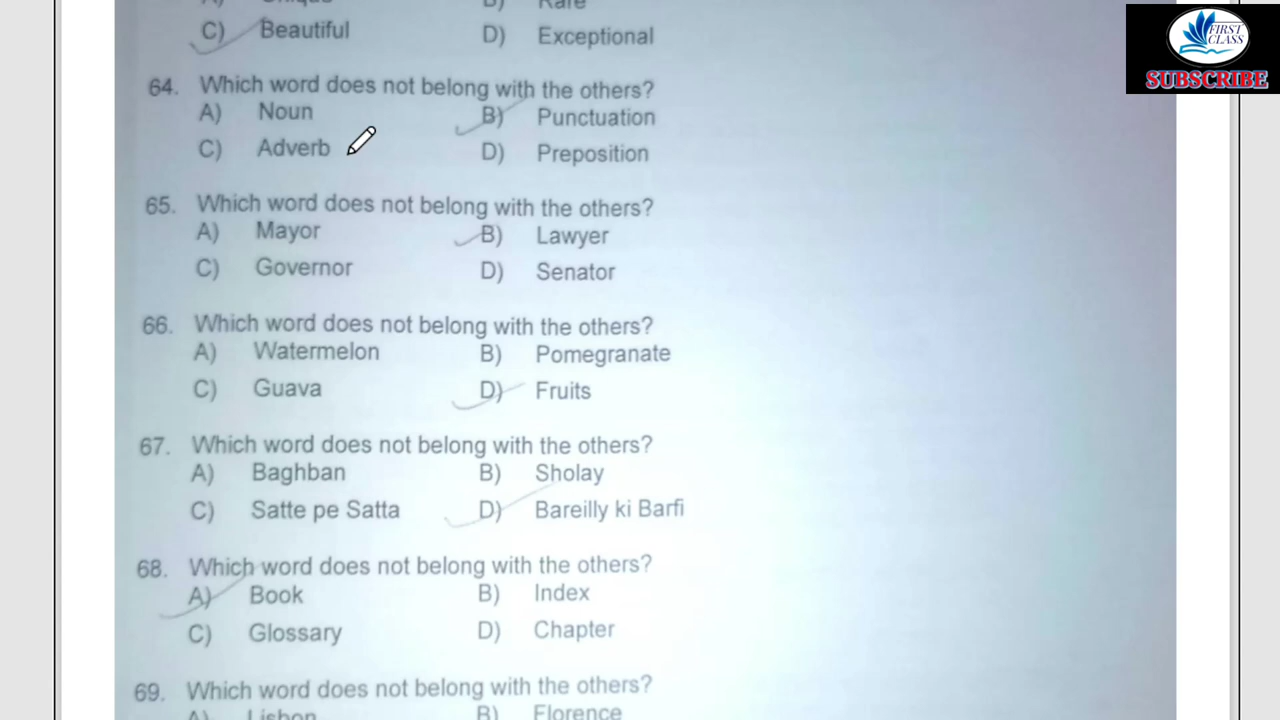 Unique B) Rare
C) Beautiful D) Exceptional
64. Which word does not belong with the others?
A) Noun B) Punctuation
C) Adverb D) Preposition
65. Which word does not belong with the others?
A) Mayor B) Lawyer
C) Governor D) Senator
66. Which word does not belong with the others?
A) Watermelon B) Pomegranate
C) Guava D) Fruits
67. Which word does not belong with the others?
A) Baghban B) Sholay
C) Satte pe Satta D) Bareilly ki Barfi
68. Which word does not belong with the others?
A) Book B) Index
C) Glossary D) Chapter
69. Which word does not belong with the others?
A) Lisbon B) Florence
FIRST
CLASS
SUBSCRIBE